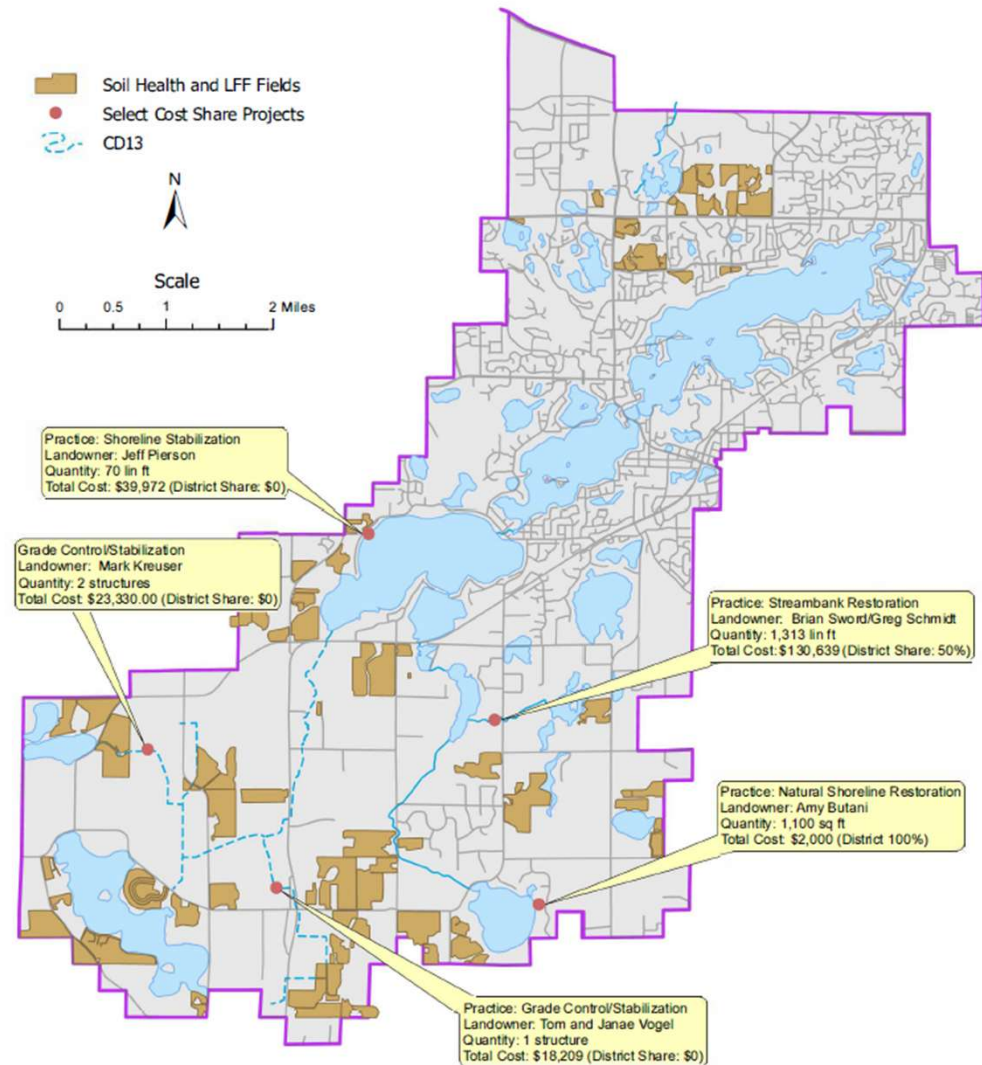 Soil Health and LFF Fields
Select Cost Share Projects
CD13
N
Scale
0 0.5 1 2 Miles
Practice: Shoreline Stabilization
Landowner: Jeff Pierson
Quantity: 70 lin ft
Total Cost: $39,972 (District Share: $0)
Grade Control/Stabilization
Landowner: Mark Kreuser
Quantity: 2 structures
Total Cost: $23,330.00 (District Share: $0)
Practice: Streambank Restoration
Landowner: Brian Sword/Greg Schmidt
Quantity: 1,313 lin ft
Total Cost: $130,639 (District Share: 50%)
Practice: Natural Shoreline Restoration
Landowner: Amy Butani
Quantity: 1,100 sq ft
Total Cost: $2,000 (District 100%)
Practice: Grade Control/Stabilization
Landowner: Tom and Janae Vogel
Quantity: 1 structure
Total Cost: $18,209 (District Share: $0)